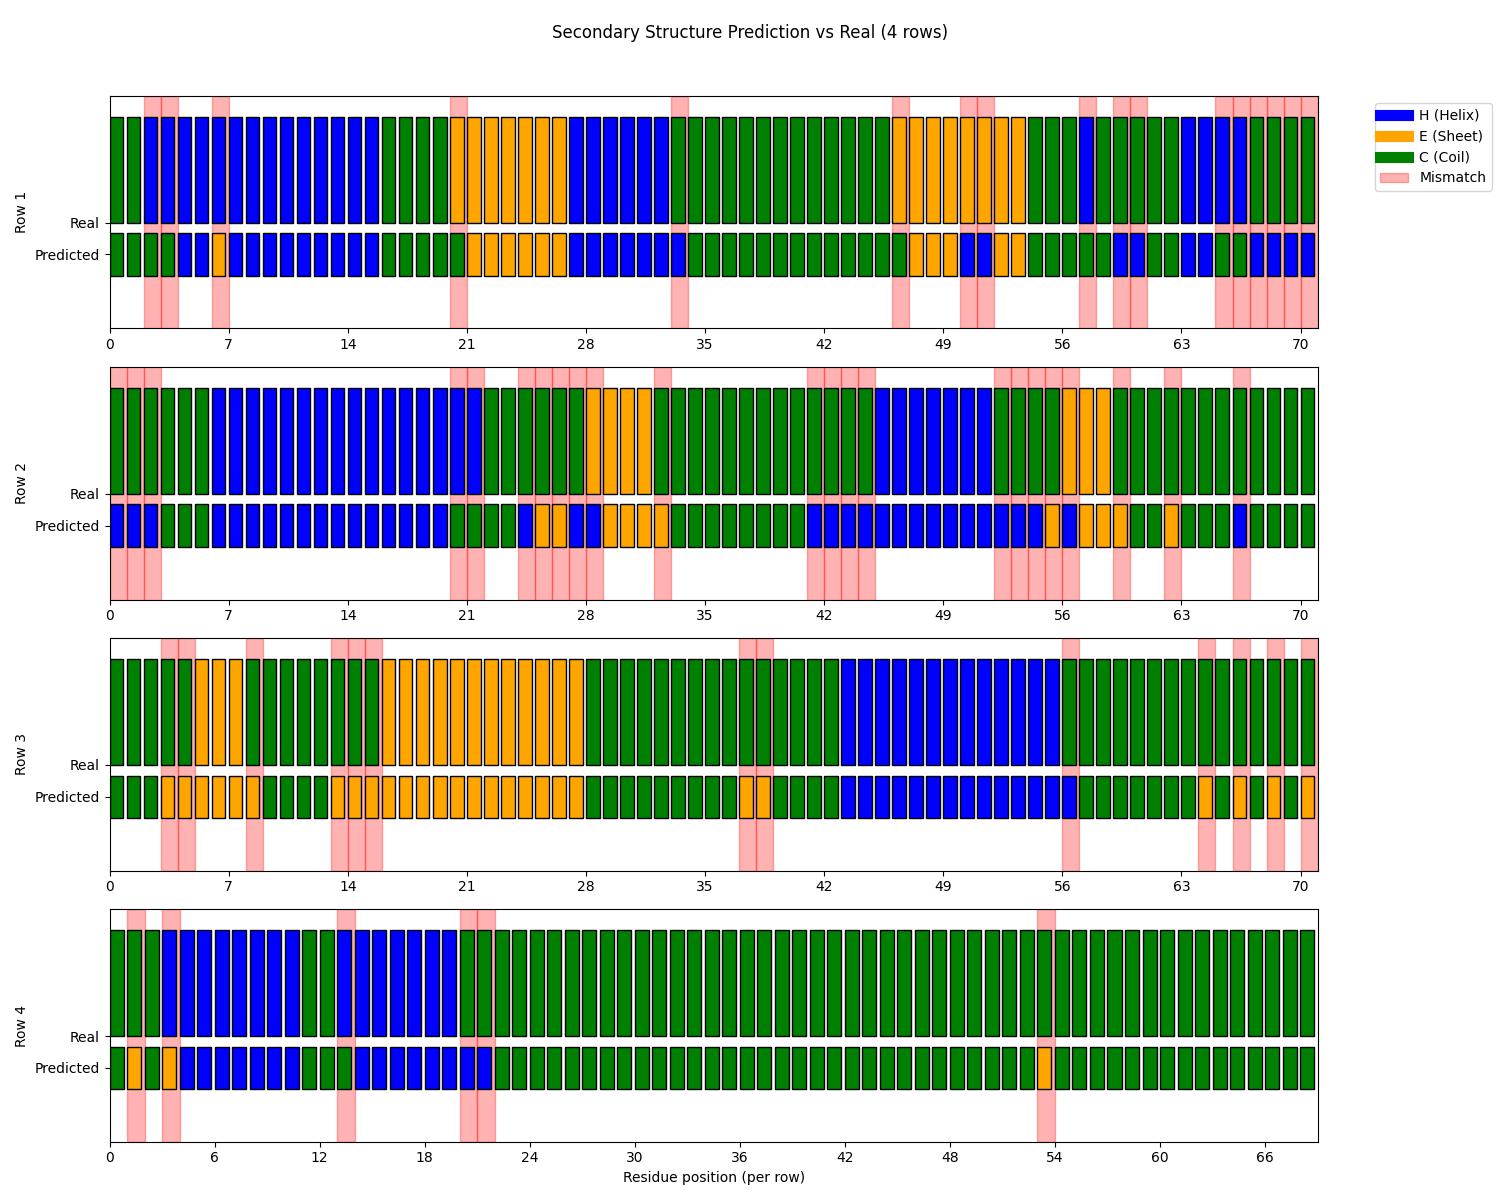 Secondary Structure Prediction vs Real (4 rows)
H (Helix)
E (Sheet)
C (Coil)
Mismatch
Row 1
Real
Predicted
0 7 14 21 28 35 42 49 56 63 70
Row 2
Real
Predicted
0 7 14 21 28 35 42 49 56 63 70
Row 3
Real
Predicted
0 7 14 21 28 35 42 49 56 63 70
Row 4
Real
Predicted
0 6 12 18 24 30 36 42 48 54 60 66
Residue position (per row)